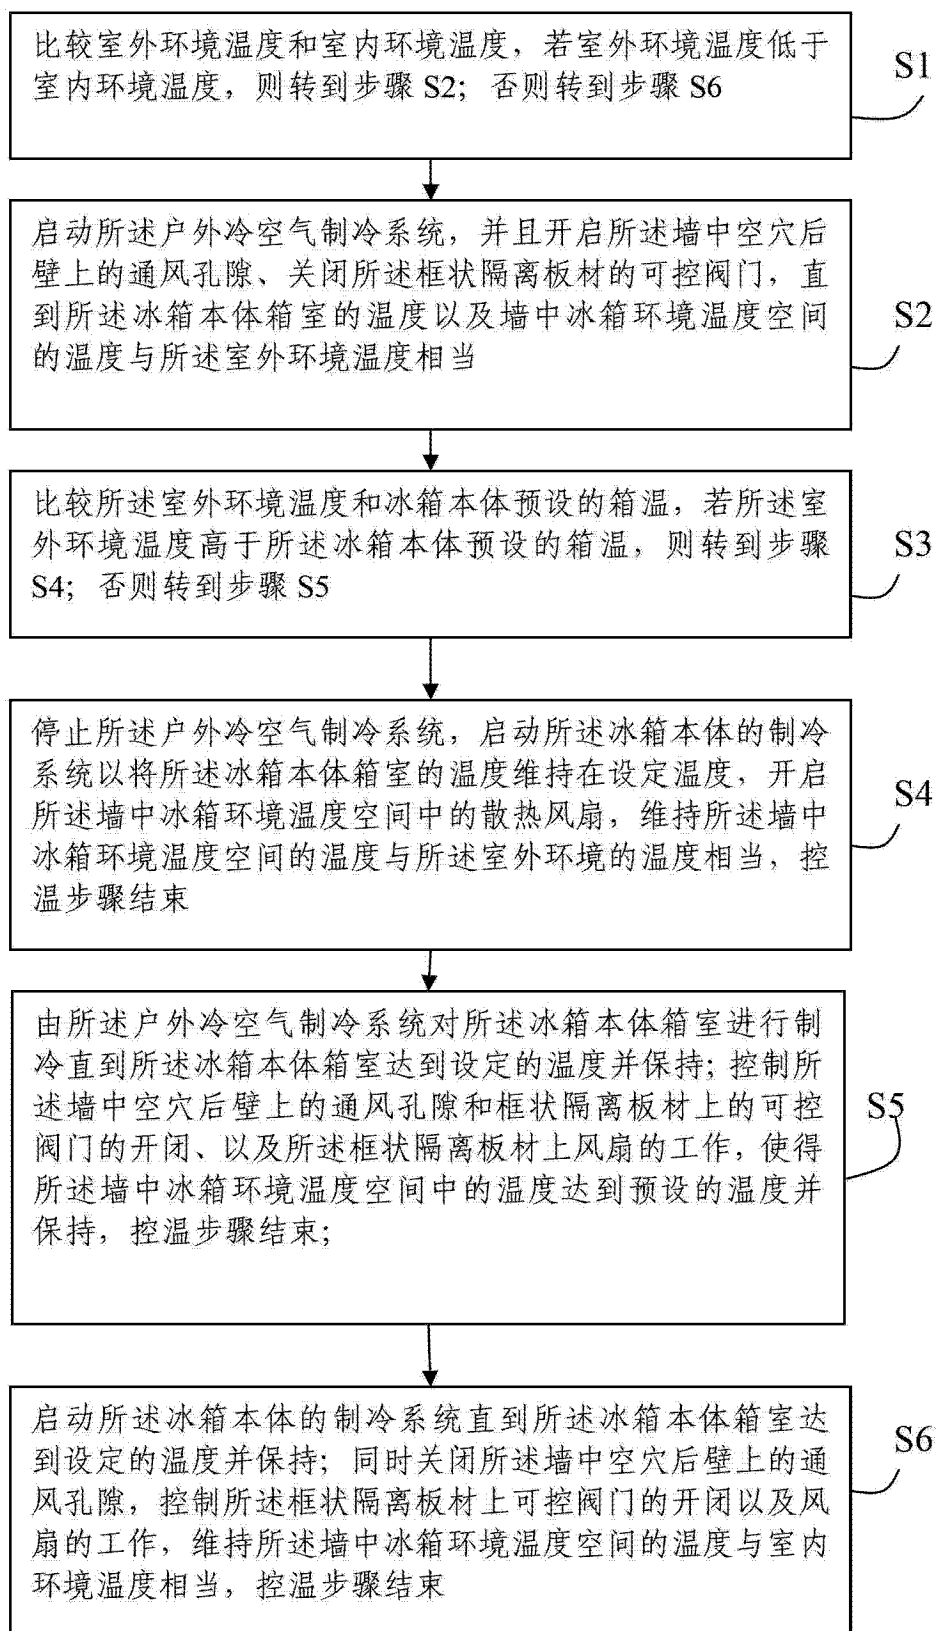 比较室外环境温度和室内环境温度，若室外环境温度低于
室内环境温度，则转到步骤 S2；否则转到步骤 S6
S1
启动所述户外冷空气制冷系统，并且开启所述墙中空穴后
壁上的通风孔隙、关闭所述框状隔离板材的可控阀门，直
到所述冰箱本体箱室的温度以及墙中冰箱环境温度空间
的温度与所述室外环境温度相当
S2
比较所述室外环境温度和冰箱本体预设的箱温，若所述室
外环境温度高于所述冰箱本体预设的箱温，则转到步骤
S4；否则转到步骤 S5
S3
停止所述户外冷空气制冷系统，启动所述冰箱本体的制冷
系统以将所述冰箱本体箱室的温度维持在设定温度，开启
所述墙中冰箱环境温度空间中的散热风扇，维持所述墙中
冰箱环境温度空间的温度与所述室外环境的温度相当，控
温步骤结束
S4
由所述户外冷空气制冷系统对所述冰箱本体箱室进行制
冷直到所述冰箱本体箱室达到设定的温度并保持；控制所
述墙中空穴后壁上的通风孔隙和框状隔离板材上的可控
阀门的开闭、以及所述框状隔离板材上风扇的工作，使得
所述墙中冰箱环境温度空间中的温度达到预设的温度并
保持，控温步骤结束；
S5
启动所述冰箱本体的制冷系统直到所述冰箱本体箱室达
到设定的温度并保持；同时关闭所述墙中空穴后壁上的通
风孔隙，控制所述框状隔离板材上可控阀门的开闭以及风
扇的工作，维持所述墙中冰箱环境温度空间的温度与室内
环境温度相当，控温步骤结束
S6